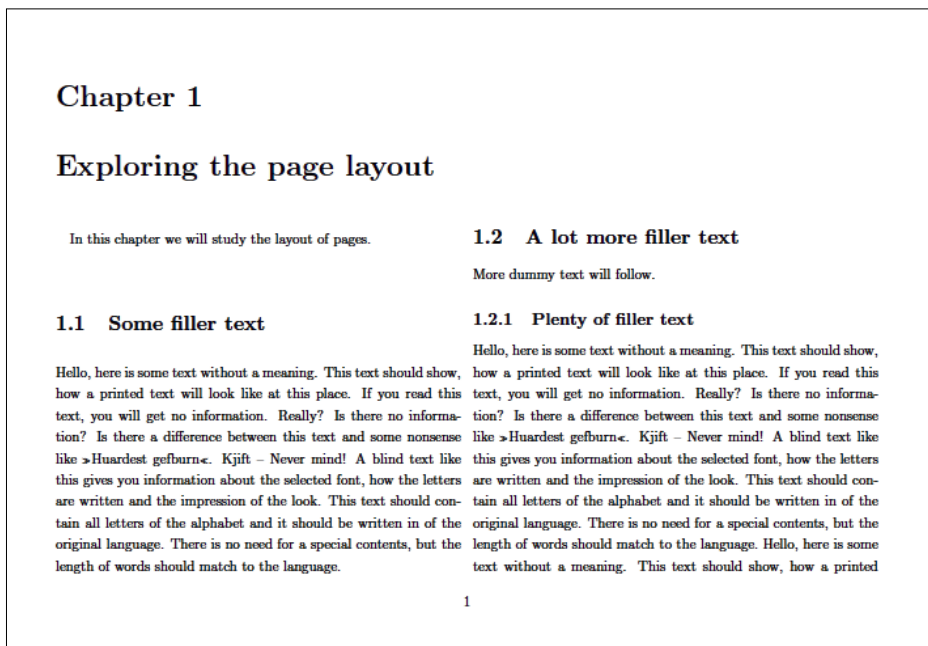 Chapter 1
Exploring the page layout
In this chapter we will study the layout of pages.
1.1 Some filler text
Hello, here is some text without a meaning. This text should show,
how a printed text will look like at this place. If you read this
text, you will get no information. Really? Is there no informa-
tion? Is there a difference between this text and some nonsense
like »Huardest gefburn«. Kjift – Never mind! A blind text like
this gives you information about the selected font, how the letters
are written and the impression of the look. This text should con-
tain all letters of the alphabet and it should be written in of the
original language. There is no need for a special contents, but the
length of words should match to the language.
1.2 A lot more filler text
More dummy text will follow.
1.2.1 Plenty of filler text
Hello, here is some text without a meaning. This text should show,
how a printed text will look like at this place. If you read this
text, you will get no information. Really? Is there no informa-
tion? Is there a difference between this text and some nonsense
like »Huardest gefburn«. Kjift – Never mind! A blind text like
this gives you information about the selected font, how the letters
are written and the impression of the look. This text should con-
tain all letters of the alphabet and it should be written in of the
original language. There is no need for a special contents, but the
length of words should match to the language. Hello, here is some
text without a meaning. This text should show, how a printed
1